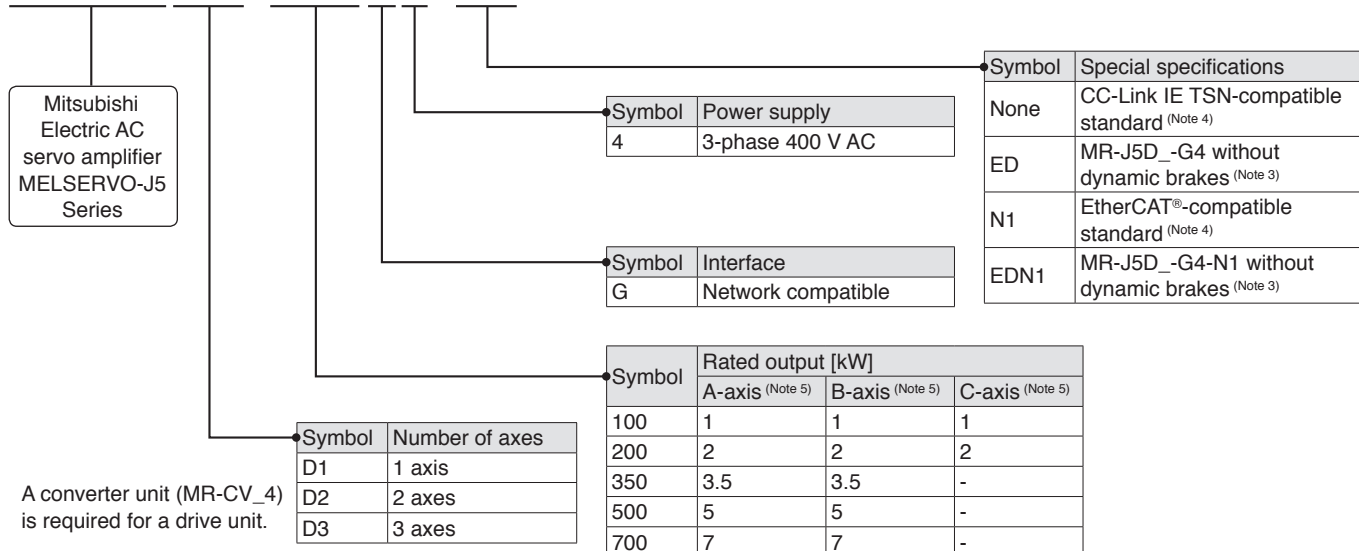 Mitsubishi
Electric AC
servo amplifier
MELSERVO-J5
Series
Symbol Special specifications
None CC-Link IE TSN-compatible
standard (Note 4)
ED MR-J5D_-G4 without
dynamic brakes (Note 3)
N1 EtherCAT®-compatible
standard (Note 4)
EDN1 MR-J5D_-G4-N1 without
dynamic brakes (Note 3)
Symbol Power supply
4 3-phase 400 V AC
Symbol Interface
G Network compatible
Symbol Rated output [kW]
A-axis (Note 5) B-axis (Note 5) C-axis (Note 5)
100 1 1 1
200 2 2 2
350 3.5 3.5 -
500 5 5 -
700 7 7 -
Symbol Number of axes
D1 1 axis
D2 2 axes
D3 3 axes
A converter unit (MR-CV_4)
is required for a drive unit.